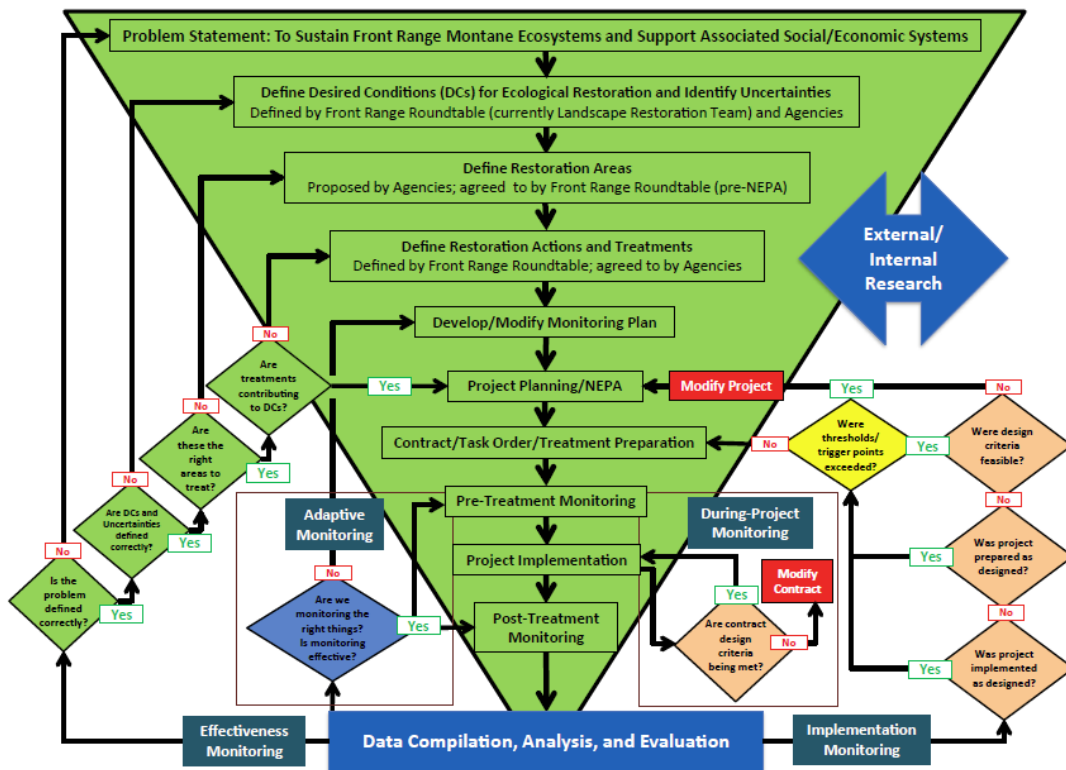 Problem Statement: To Sustain Front Range Montane Ecosystems and Support Associated Social/Economic Systems
Define Desired Conditions (DCs) for Ecological Restoration and Identify Uncertainties
Defined by Front Range Roundtable (currently Landscape Restoration Team) and Agencies
Define Restoration Areas
Proposed by Agencies; agreed to by Front Range Roundtable (pre-NEPA)
Define Restoration Actions and Treatments
Defined by Front Range Roundtable; agreed to by Agencies
External/
Internal
Research
Develop/Modify Monitoring Plan
No
Are
treatments
contributing
to DCs?
Yes
Project Planning/NEPA
Modify Project
Yes
No
No
Are
these the
right
areas to
treat?
Yes
Contract/Task Order/Treatment Preparation
No
Were
thresholds/
trigger points
exceeded?
Yes
Were design
criteria
feasible?
No
Are DCs and
Uncertainties
defined
correctly?
Yes
Adaptive
Monitoring
Pre-Treatment Monitoring
During-Project
Monitoring
No
Was project
prepared as
designed?
Yes
No
Is the
problem
defined
correctly?
Yes
No
Are we
monitoring the
right things?
Is monitoring
effective?
Yes
Project Implementation
Post-Treatment
Monitoring
Yes
Are contract
design
criteria
being met?
No
Modify
Contract
No
Was project
implemented
as designed?
Yes
Effectiveness
Monitoring
Data Compilation, Analysis, and Evaluation
Implementation
Monitoring